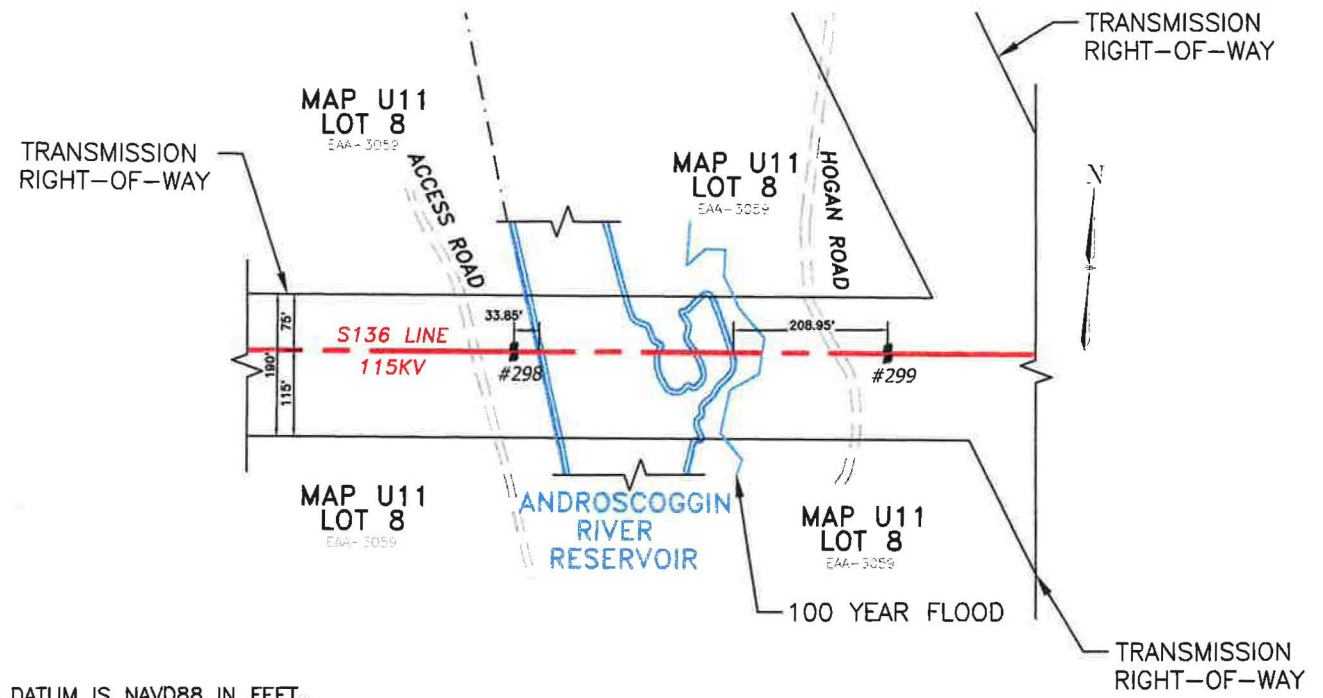 TRANSMISSION
RIGHT-OF-WAY
MAP U11
LOT 8
EAA-3059
TRANSMISSION
RIGHT-OF-WAY
ACCESS ROAD
MAP U11
LOT 8
EAA-3059
HOGAN ROAD
N
75'
190'
115'
S136 LINE
115KV
33.85'
#298
208.95'
#299
MAP U11
LOT 8
EAA-3059
ANDROSCOGGIN
RIVER
RESERVOIR
MAP U11
LOT 8
EAA-3059
100 YEAR FLOOD
TRANSMISSION
RIGHT-OF-WAY
DATUM IS NAVD88 IN FEET